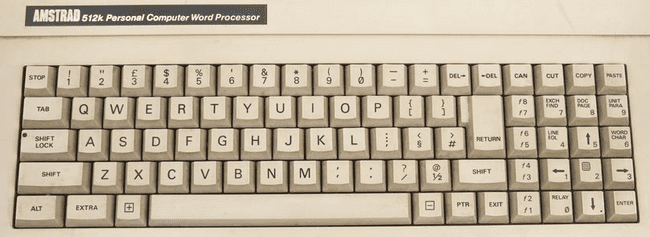 AMSTRAD 512k Personal Computer Word Processor
STOP ! 1 " 2 £ 3 $ 4 % 5 ' 6 & 7 * 8 ( 9 ) 0 _ - + = DEL→ ←DEL CAN CUT COPY PASTE
TAB Q W E R T Y U I O P { [ } ] RETURN f8 f7 EXCH FIND 7 DOC PAGE 8 UNIT PARA 9
SHIFT LOCK A S D F G H J K L : ; § < > # f6 f5 LINE EOL 4 ↑ 5 WORD CHAR 6
SHIFT Z X C V B N M ? / @ ½ SHIFT f4 f3 ← 1 2 → 3
ALT EXTRA + − PTR EXIT f2 f1 RELAY 0 ↓ . ENTER